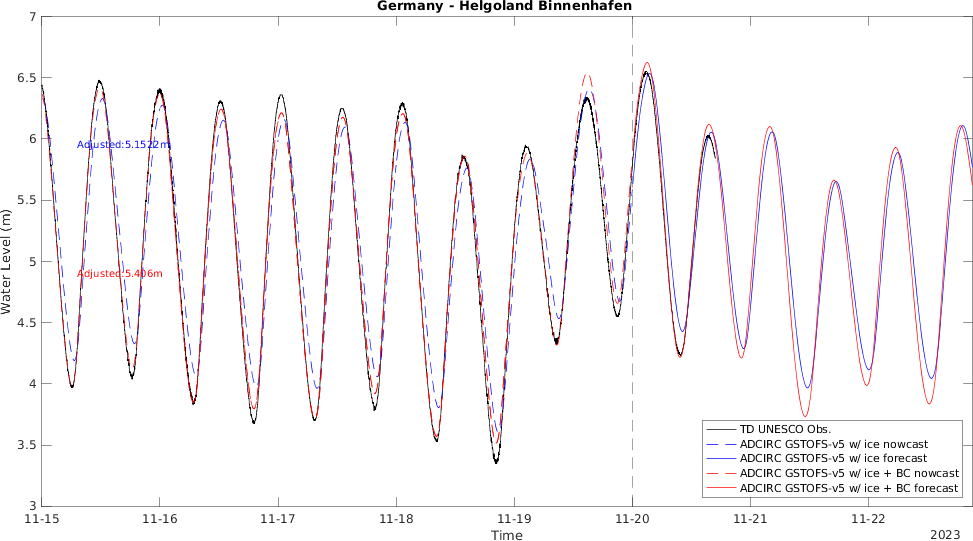 Germany - Helgoland Binnenhafen
7
6.5
6
5.5
5
4.5
4
3.5
3
Water Level (m)
Adjusted:5.1522m
Adjusted:5.406m
TD UNESCO Obs.
ADCIRC GSTOFS-v5 w/ ice nowcast
ADCIRC GSTOFS-v5 w/ ice forecast
ADCIRC GSTOFS-v5 w/ ice + BC nowcast
ADCIRC GSTOFS-v5 w/ ice + BC forecast
11-15 11-16 11-17 11-18 11-19 11-20 11-21 11-22
Time
2023